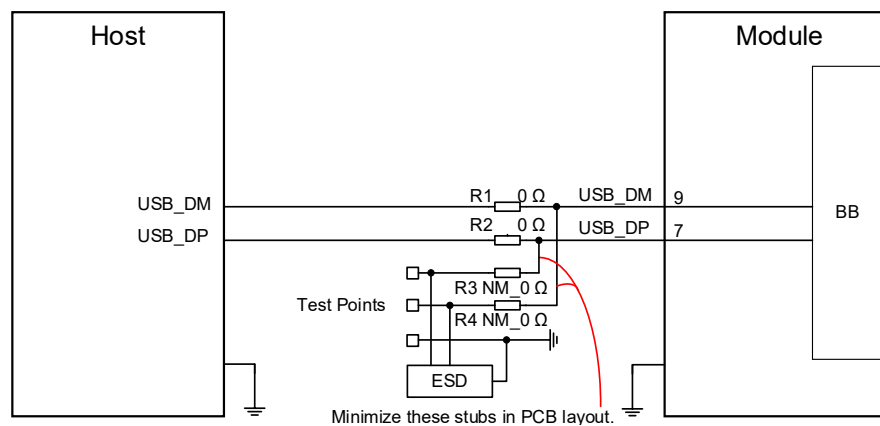 Host
Module
R1 0 Ω
USB_DM
9
USB_DM
R2 0 Ω
USB_DP
7
USB_DP
BB
R3 NM_0 Ω
Test Points
R4 NM_0 Ω
ESD
Minimize these stubs in PCB layout.